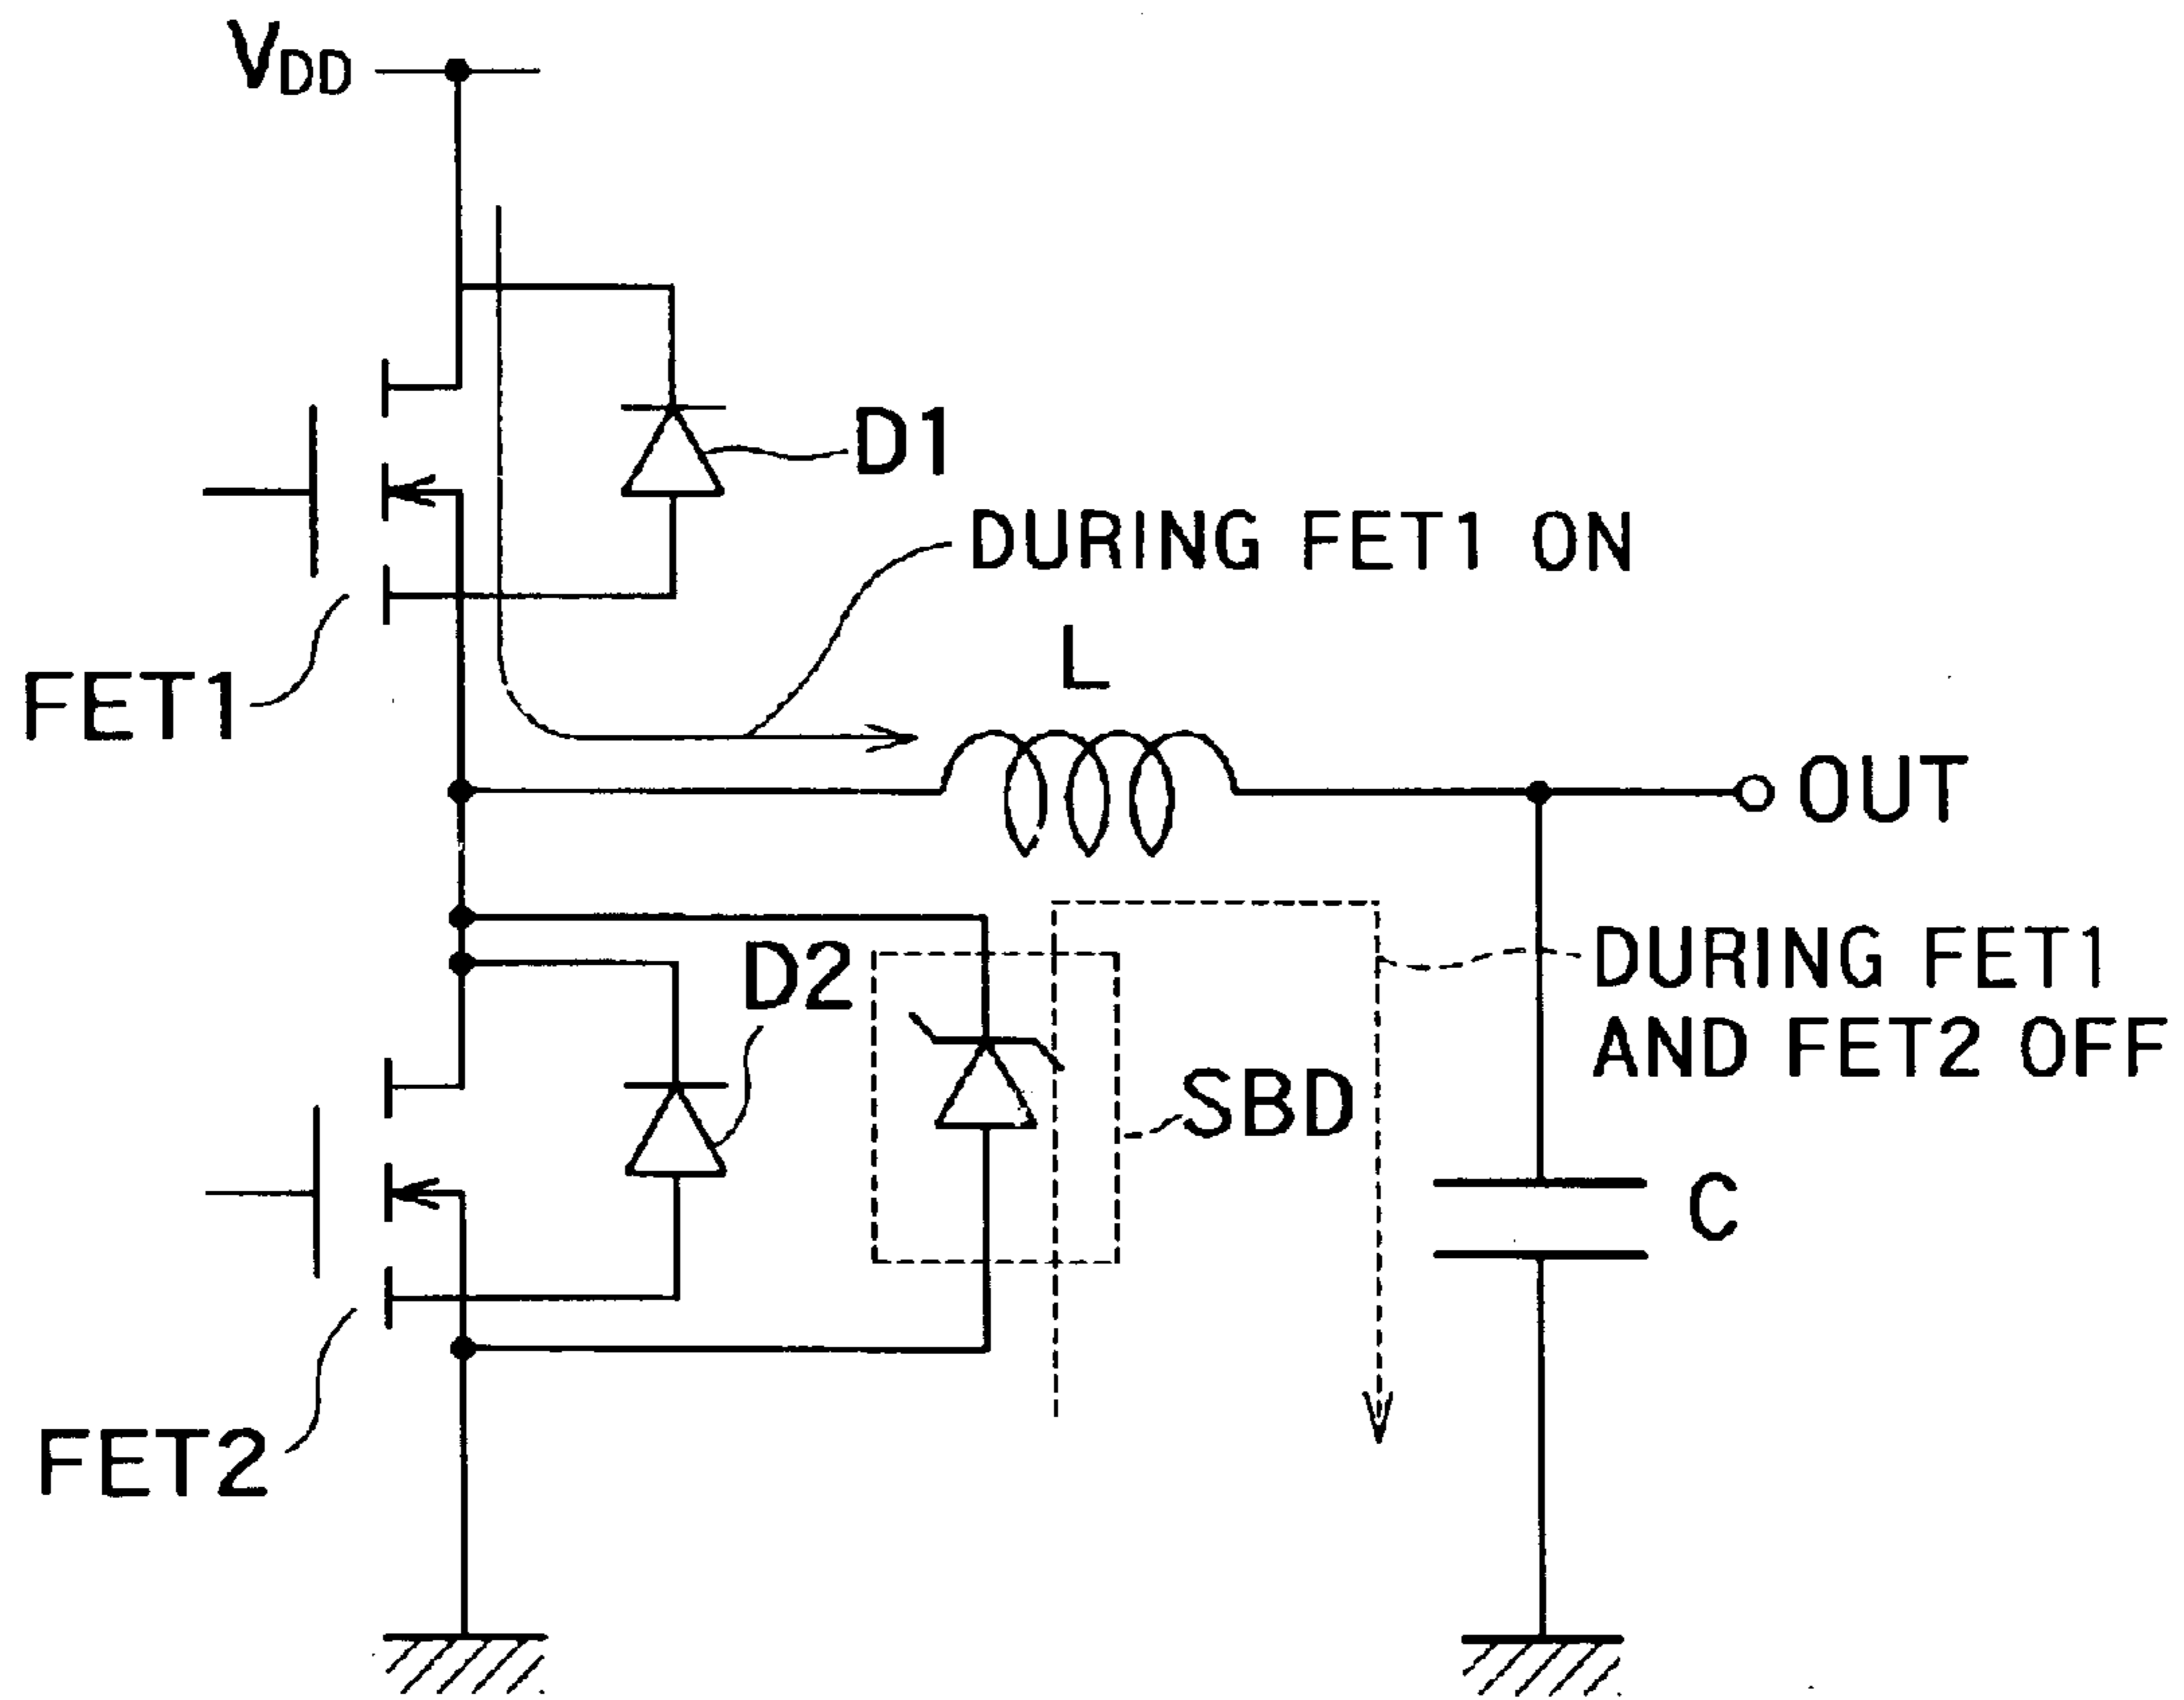 VDD
D1
DURING FET1 ON
L
FET1
OUT
D2
DURING FET1
AND FET2 OFF
SBD
C
FET2